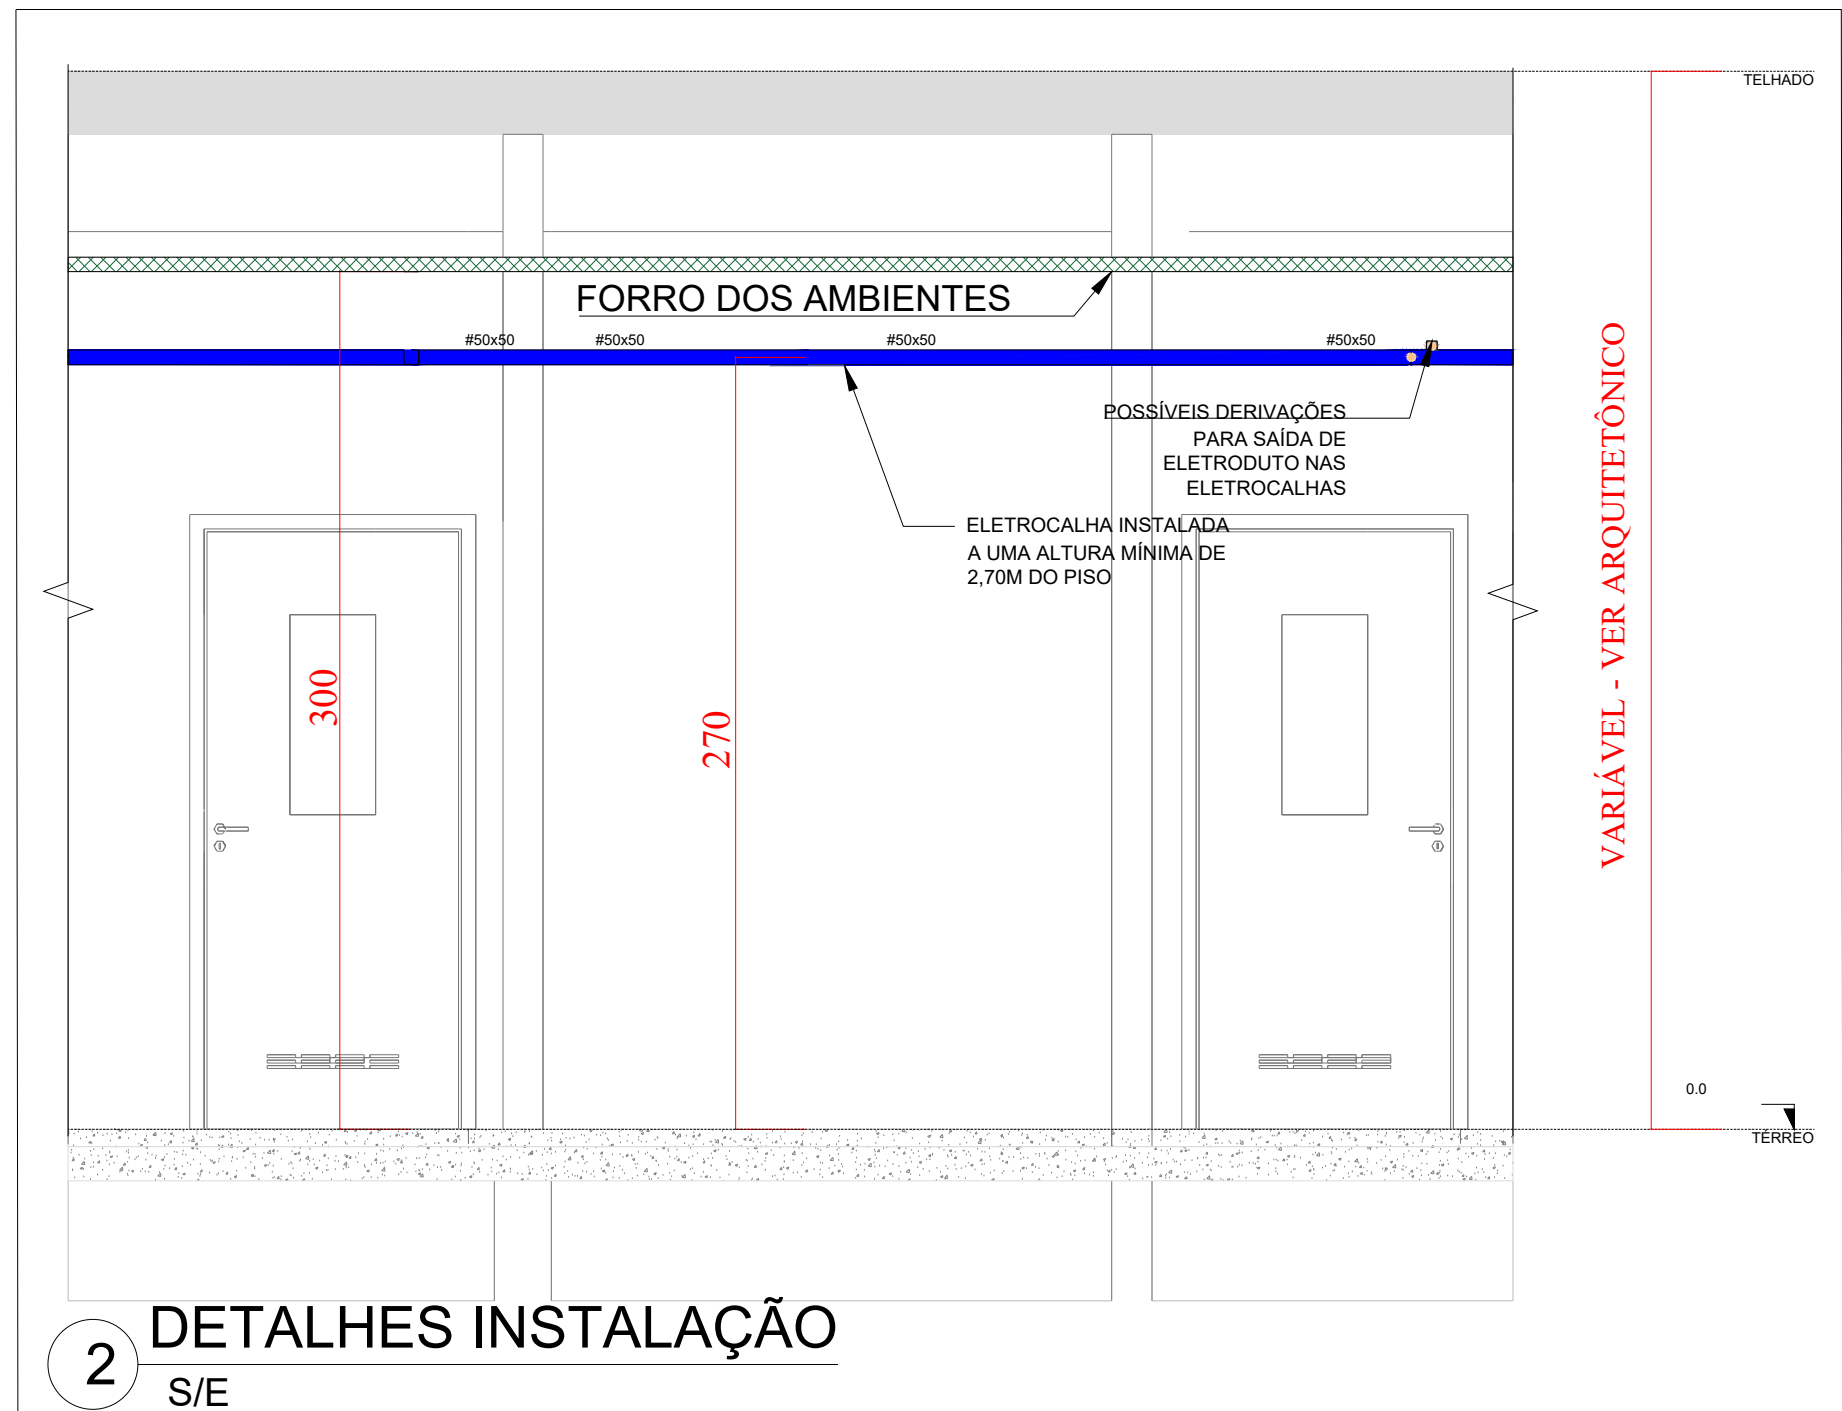 TELHADO
FORRO DOS AMBIENTES
#50x50
#50x50
#50x50
#50x50
POSSÍVEIS DERIVAÇÕES
PARA SAÍDA DE
ELETRODUTO NAS
ELETROCALHAS
ELETROCALHA INSTALADA
A UMA ALTURA MÍNIMA DE
2,70M DO PISO
300
270
VARIÁVEL - VER ARQUITETÔNICO
0.0
TÉRREO
2
DETALHES INSTALAÇÃO
S/E